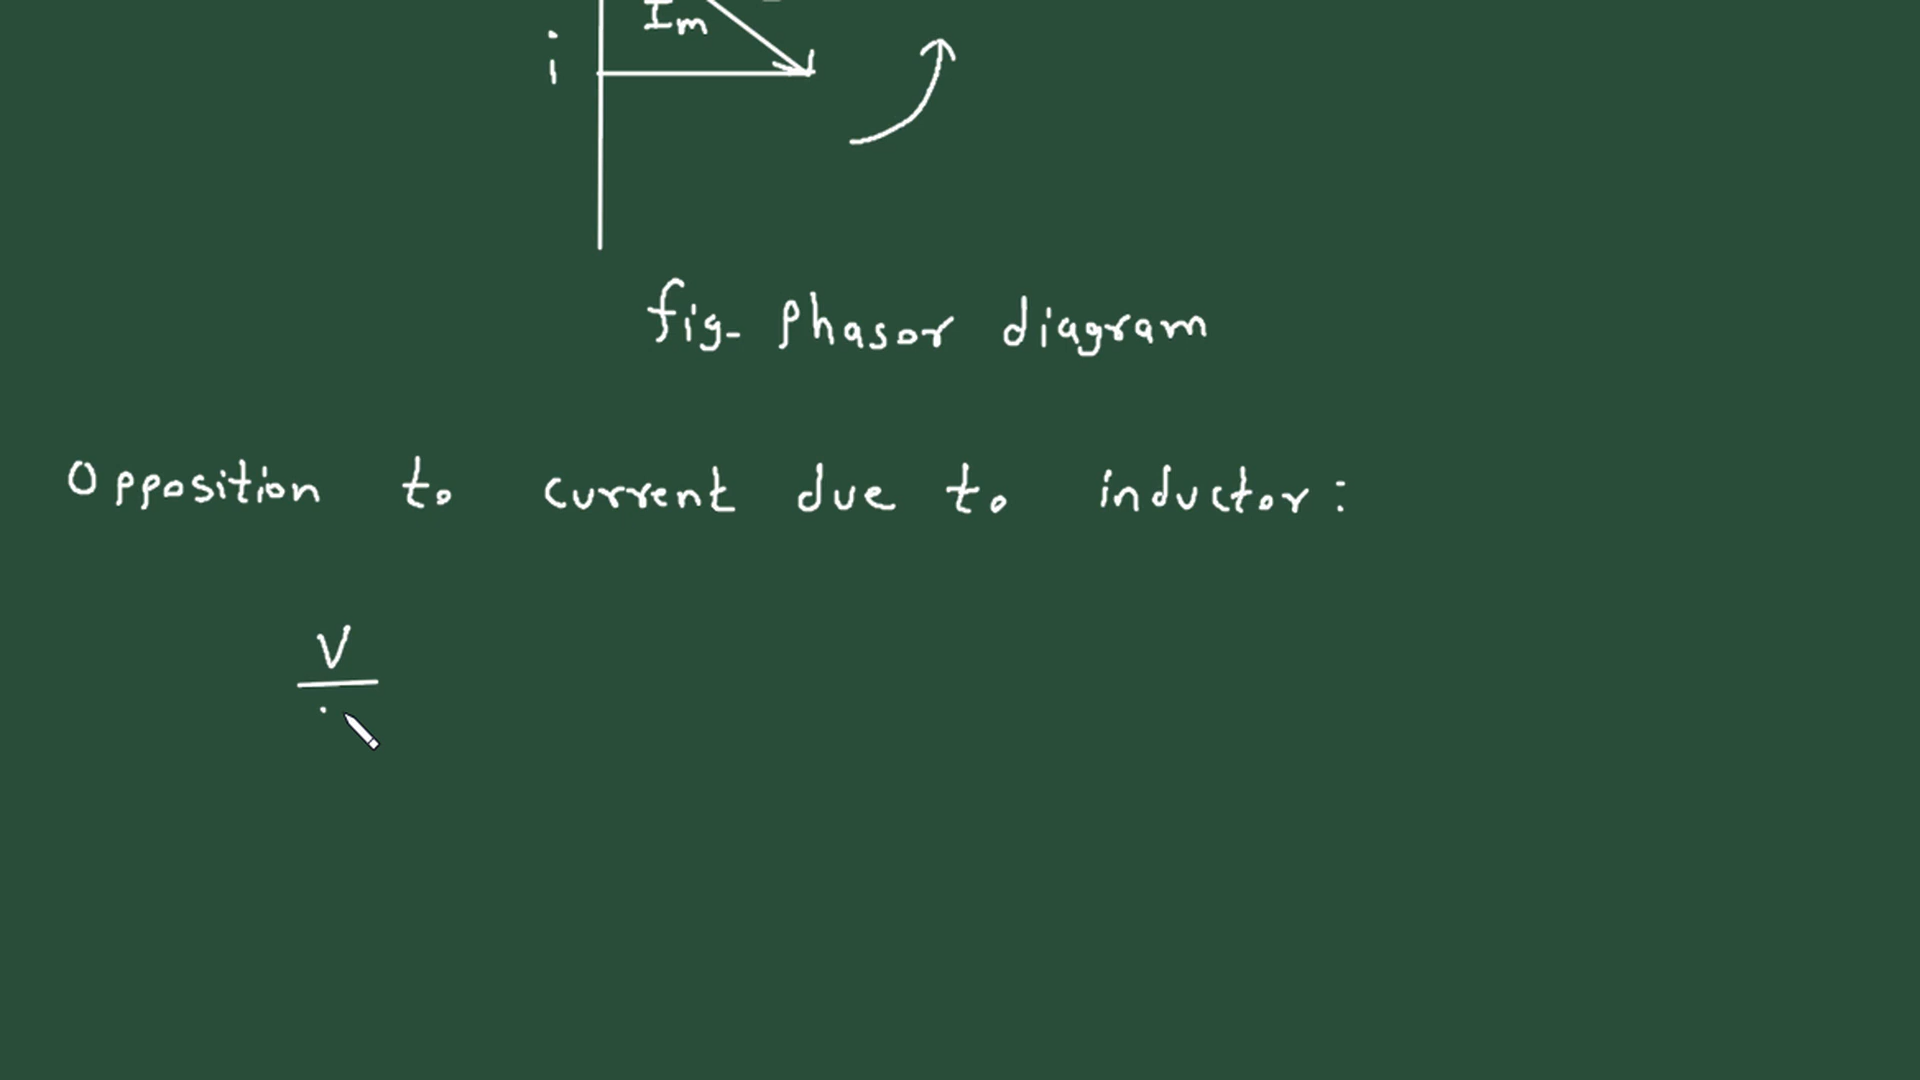 Im
i
fig- Phasor diagram
Opposition to current due to inductor:
V